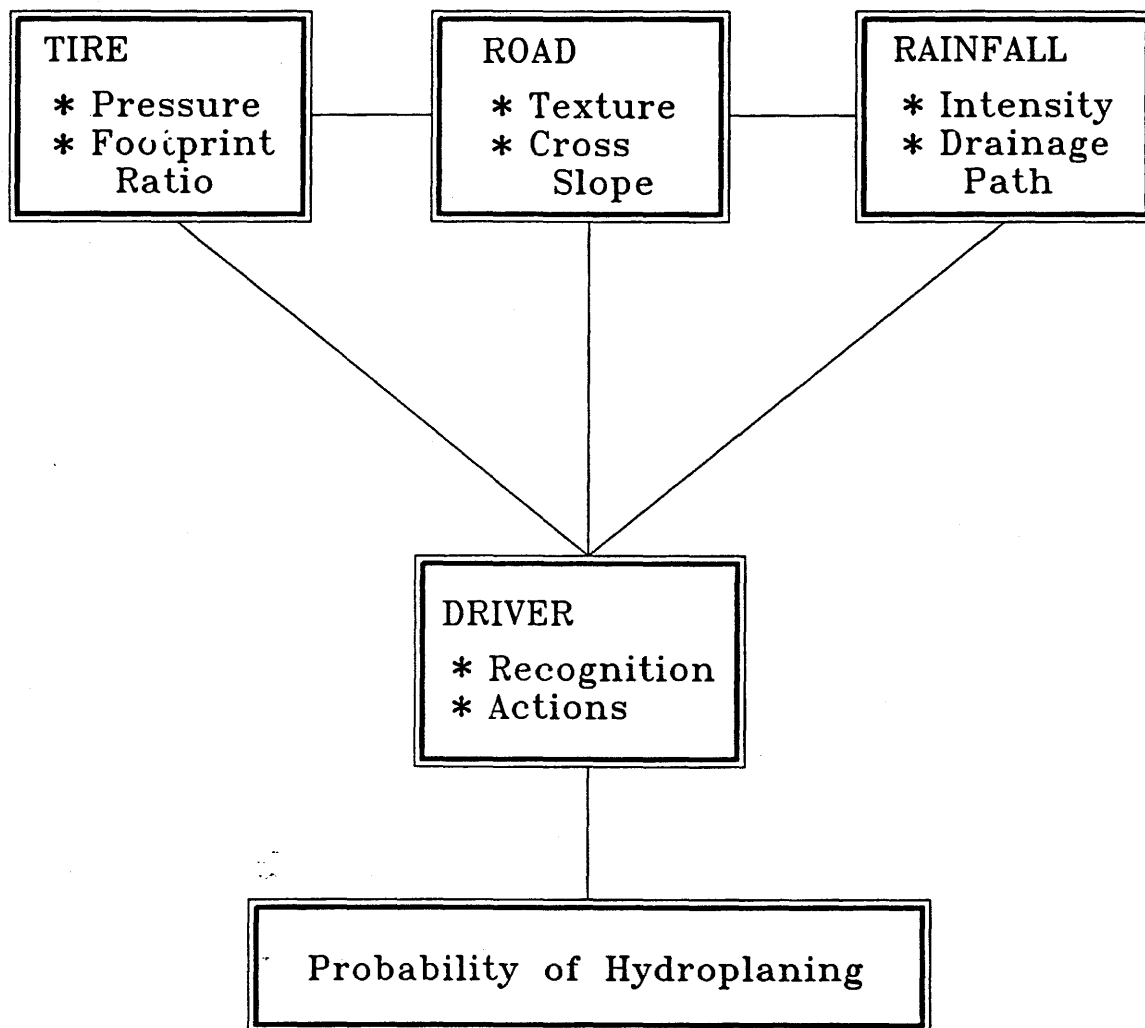 TIRE
* Pressure
* Footprint
Ratio
ROAD
* Texture
* Cross
Slope
RAINFALL
* Intensity
* Drainage
Path
DRIVER
* Recognition
* Actions
Probability of Hydroplaning